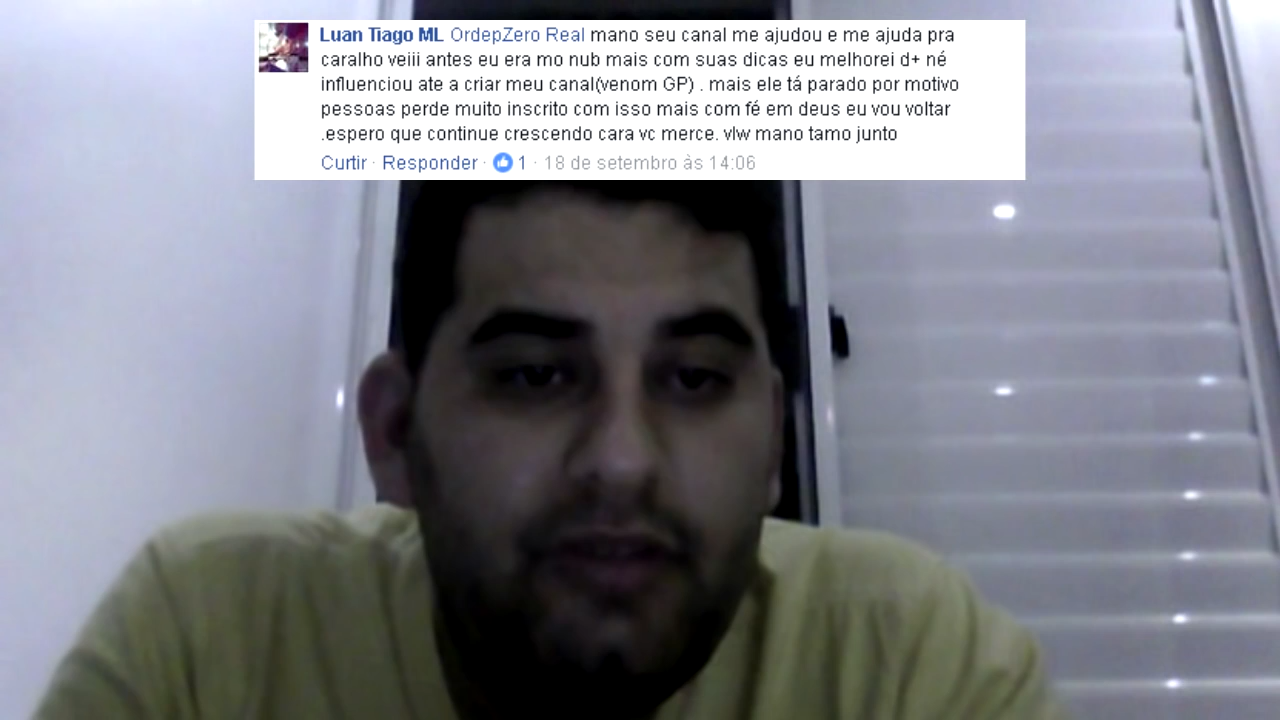 Luan Tiago ML OrdepZero Real mano seu canal me ajudou e me ajuda pra
caralho veiii antes eu era mo nub mais com suas dicas eu melhorei d+ né
influenciou ate a criar meu canal(venom GP) . mais ele tá parado por motivo
pessoas perde muito inscrito com isso mais com fé em deus eu vou voltar
.espero que continue crescendo cara vc merce. vlw mano tamo junto
Curtir · Responder · 1 · 18 de setembro às 14:06